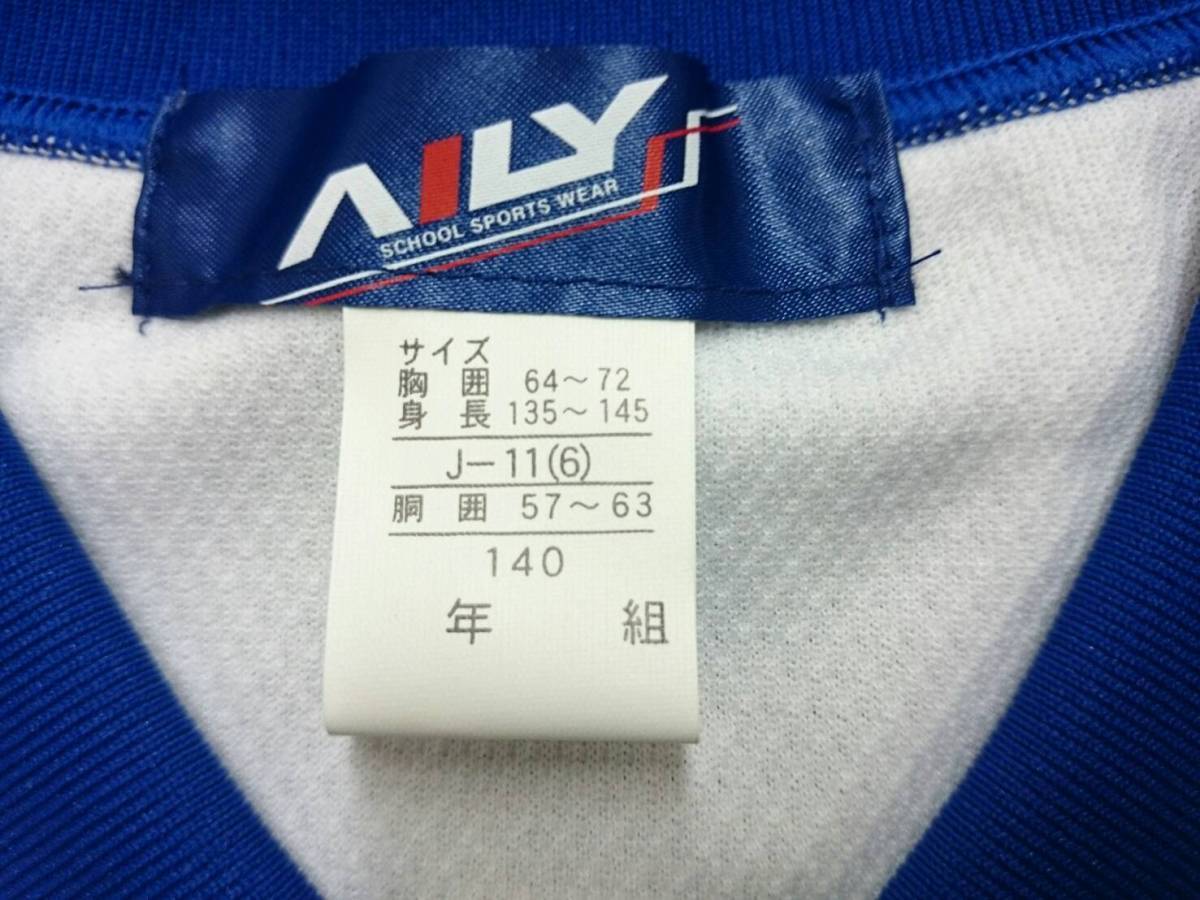 AILY
SCHOOL SPORTS WEAR
サイズ
胸囲 64～72
身長 135～145
J－11(6)
胴囲 57～63
140
年 組